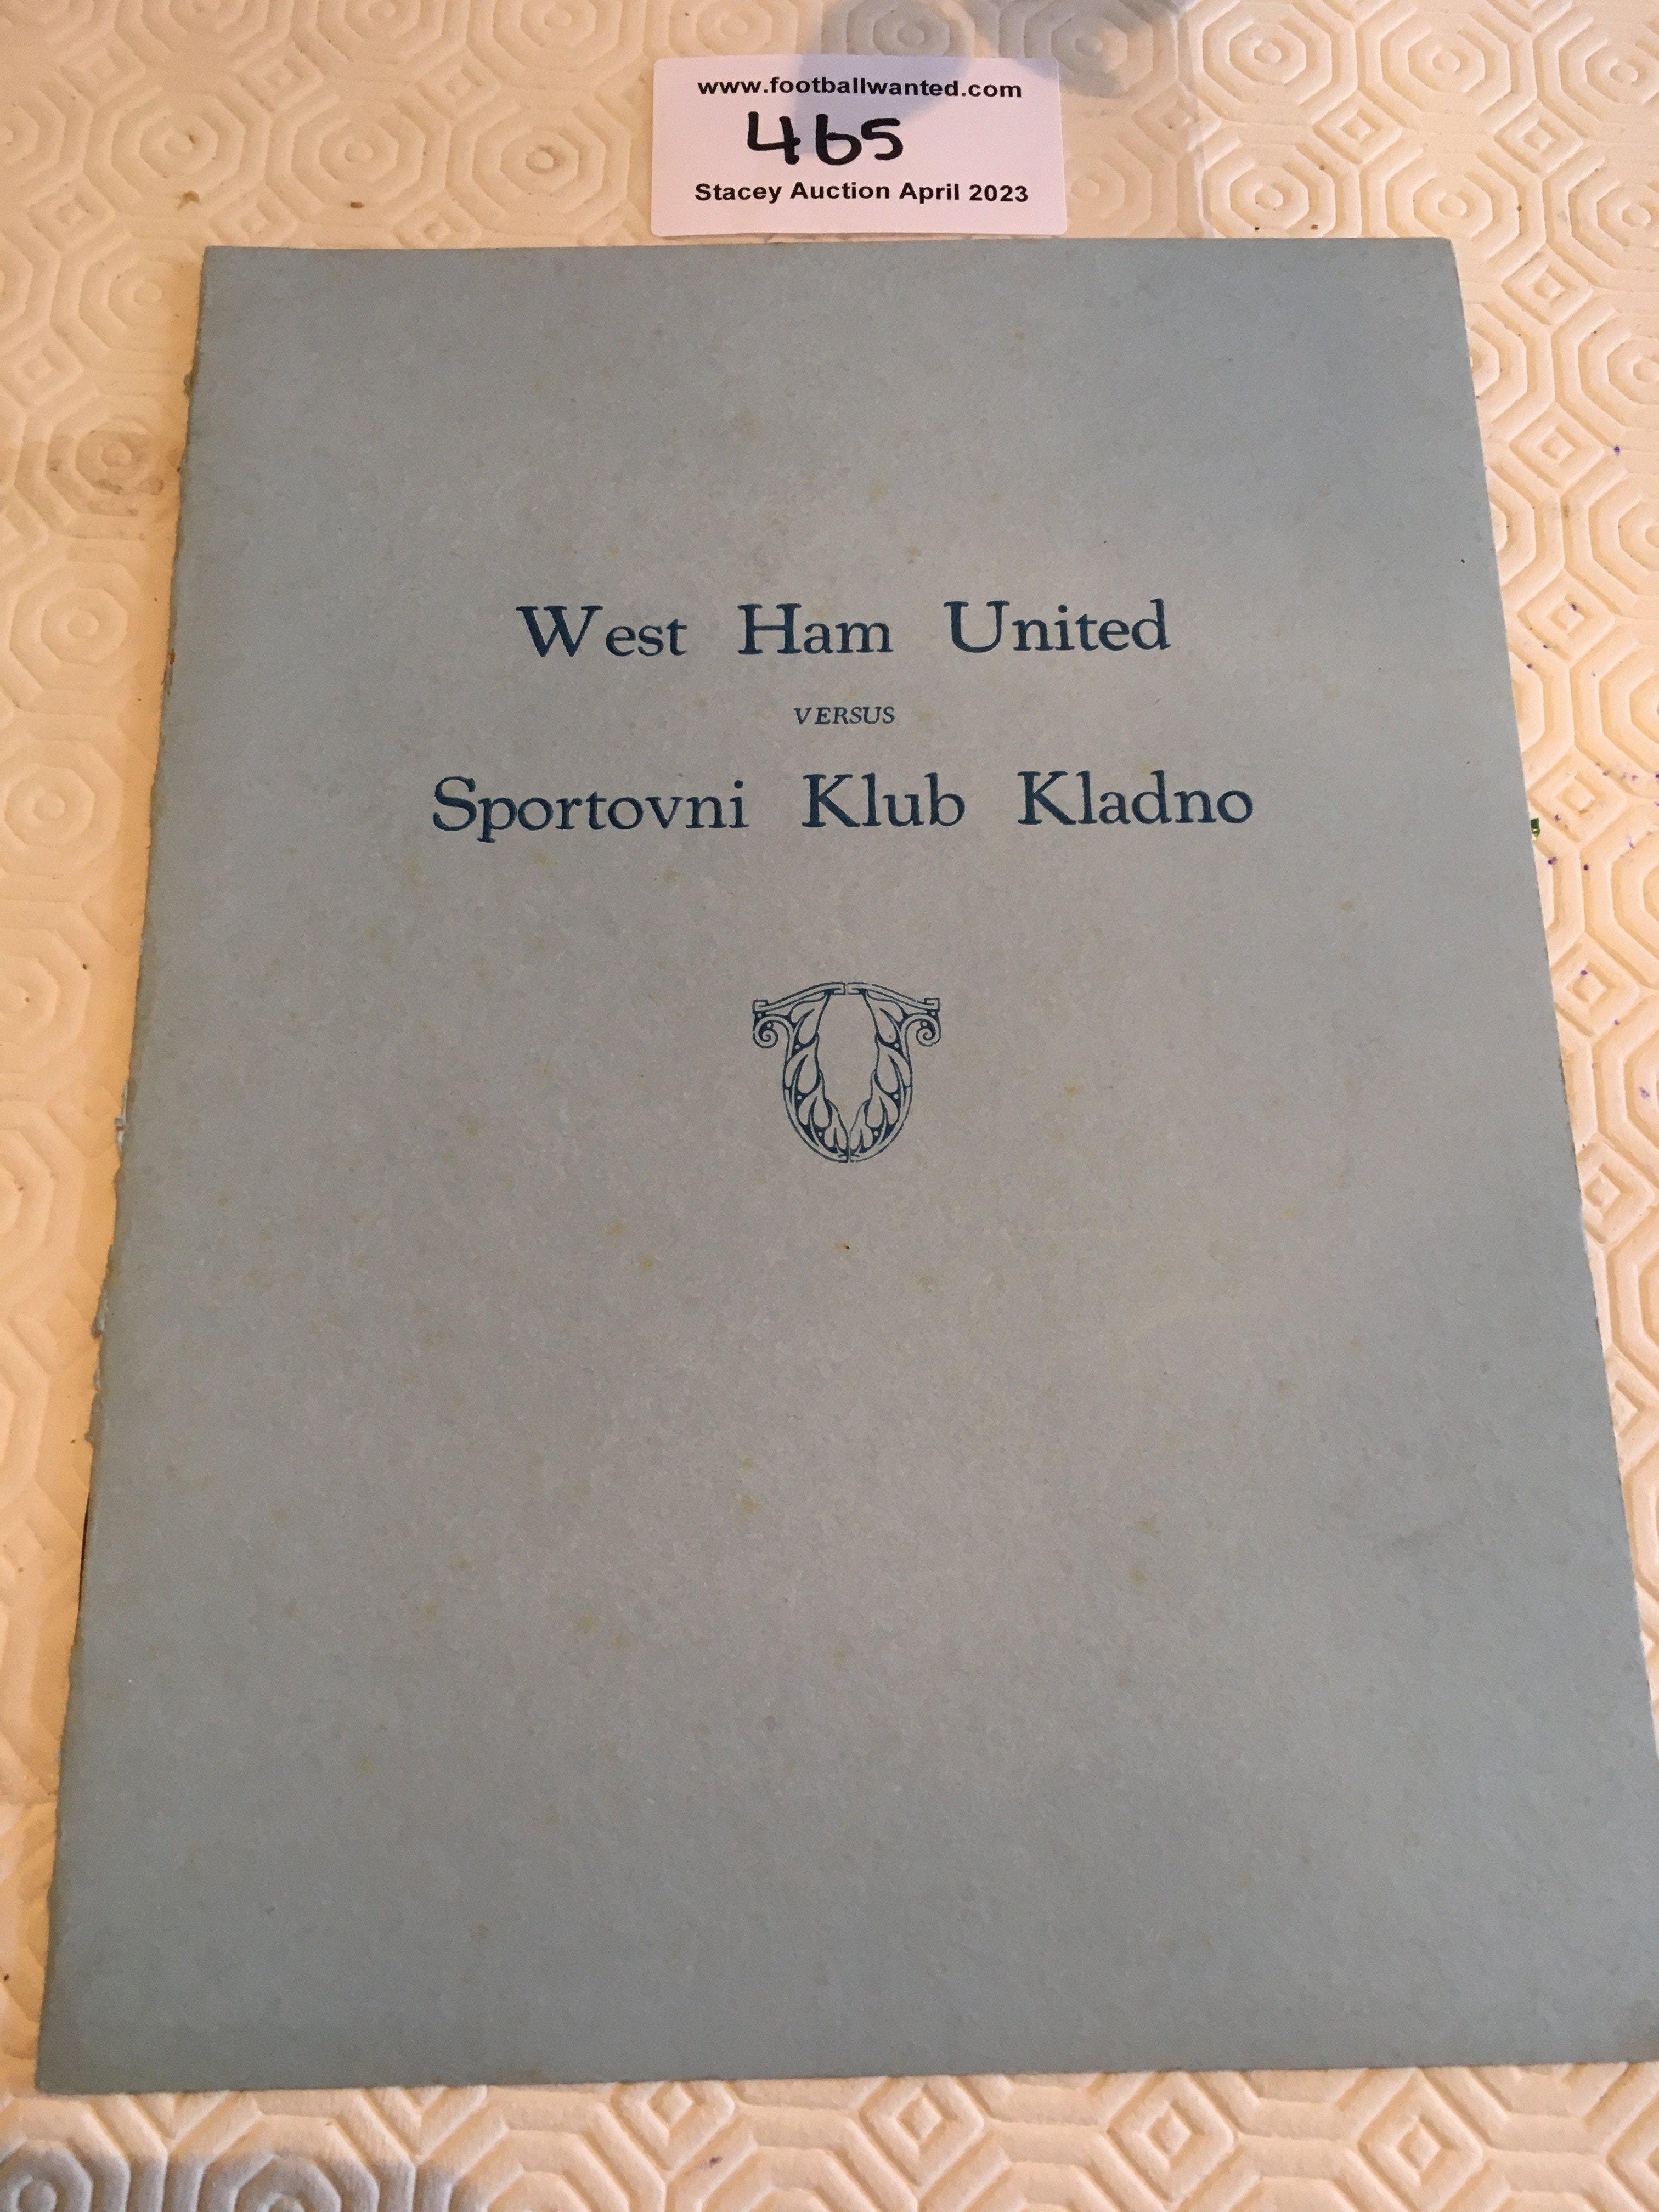 www.footballwanted.com
465
Stacey Auction April 2023
West Ham United
VERSUS
Sportovni Klub Kladno